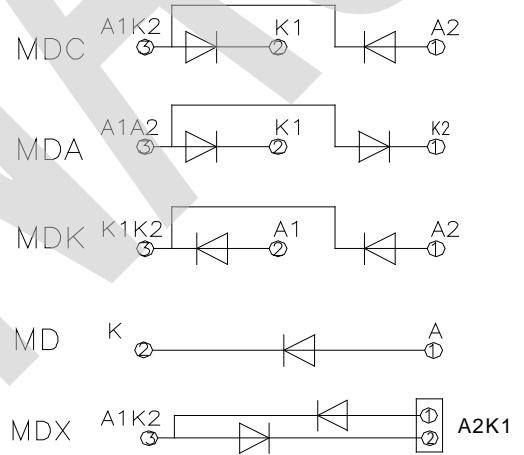 A1K2 K1 A2
MDC 3 2 1
A1A2 K1 K2
MDA 3 2 1
K1K2 A1 A2
MDK 3 2 1
K A
MD 2 1
A1K2 1
MDX 3 2 A2K1